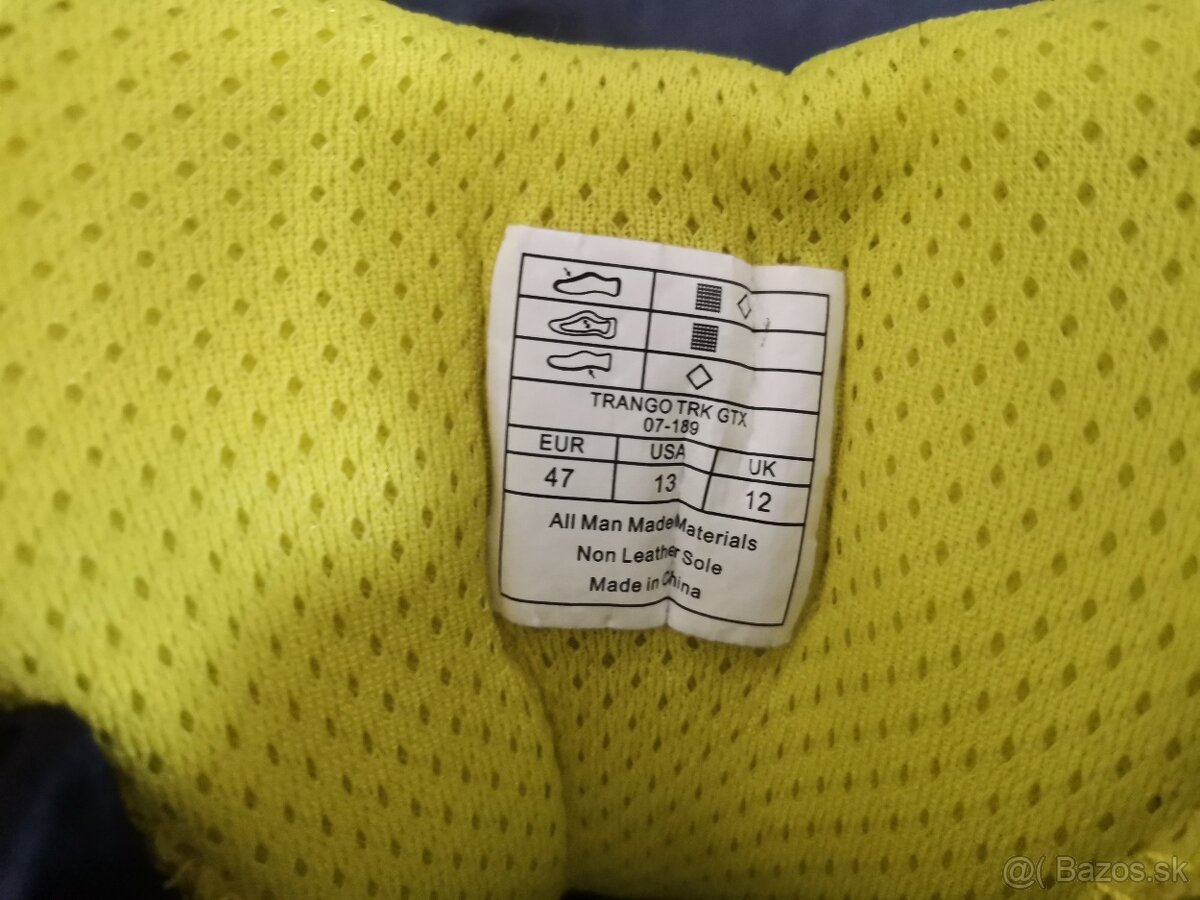 TRANGO TRK GTX
07-189
EUR USA UK
47 13 12
All Man Made Materials
Non Leather Sole
Made in China
@( Bazos.sk